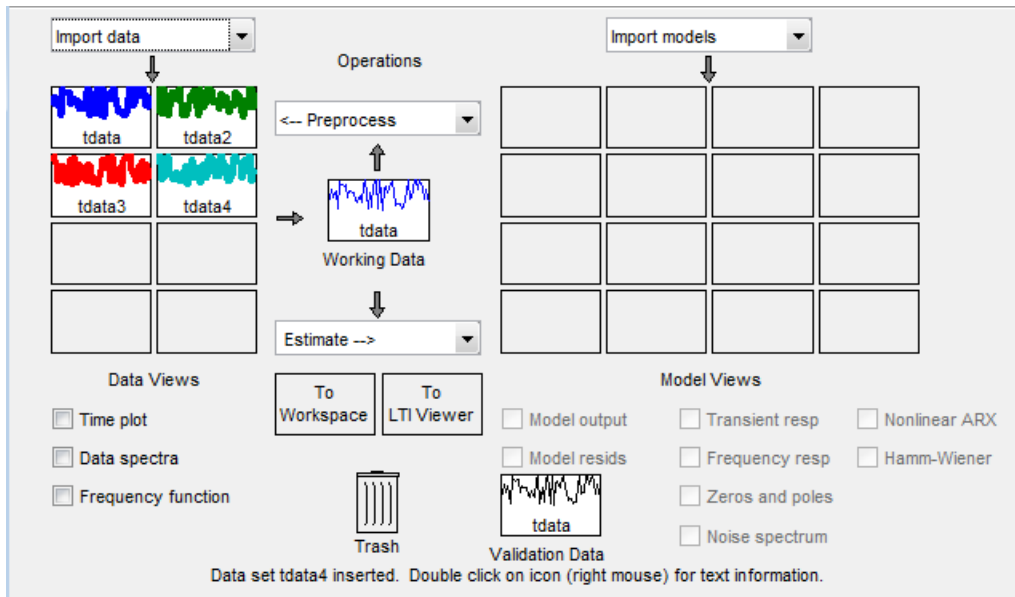 Import data
Import models
Operations
tdata
tdata2
<-- Preprocess
tdata3
tdata4
tdata
Working Data
Estimate -->
Data Views
To
Workspace
To
LTI Viewer
Model Views
Time plot
Model output
Transient resp
Nonlinear ARX
Data spectra
Model resids
Frequency resp
Hamm-Wiener
Frequency function
Zeros and poles
tdata
Noise spectrum
Trash
Validation Data
Data set tdata4 inserted. Double click on icon (right mouse) for text information.